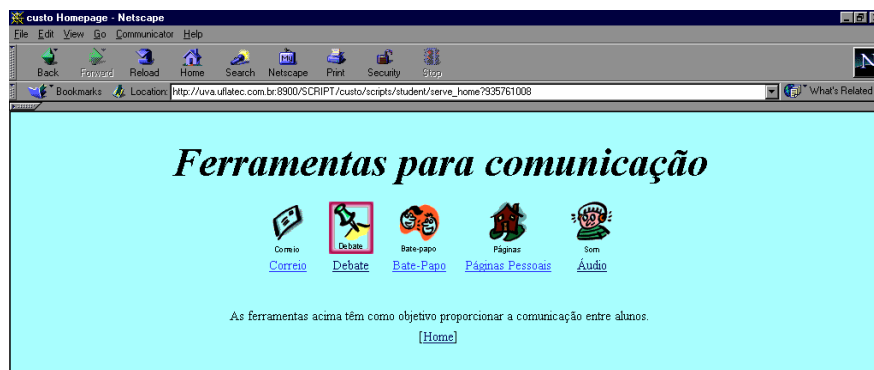 custo Homepage - Netscape
File Edit View Go Communicator Help
Back Forward Reload Home Search Netscape Print Security Stop
Bookmarks Location: http://uva.uflatec.com.br:8900/SCRIPT/custo/scripts/student/serve_home?935761008 What's Related
Ferramentas para comunicação
Correio Debate Bate-papo Páginas Som
Correio Debate Bate-Papo Páginas Pessoais Áudio
As ferramentas acima têm como objetivo proporcionar a comunicação entre alunos.
[Home]